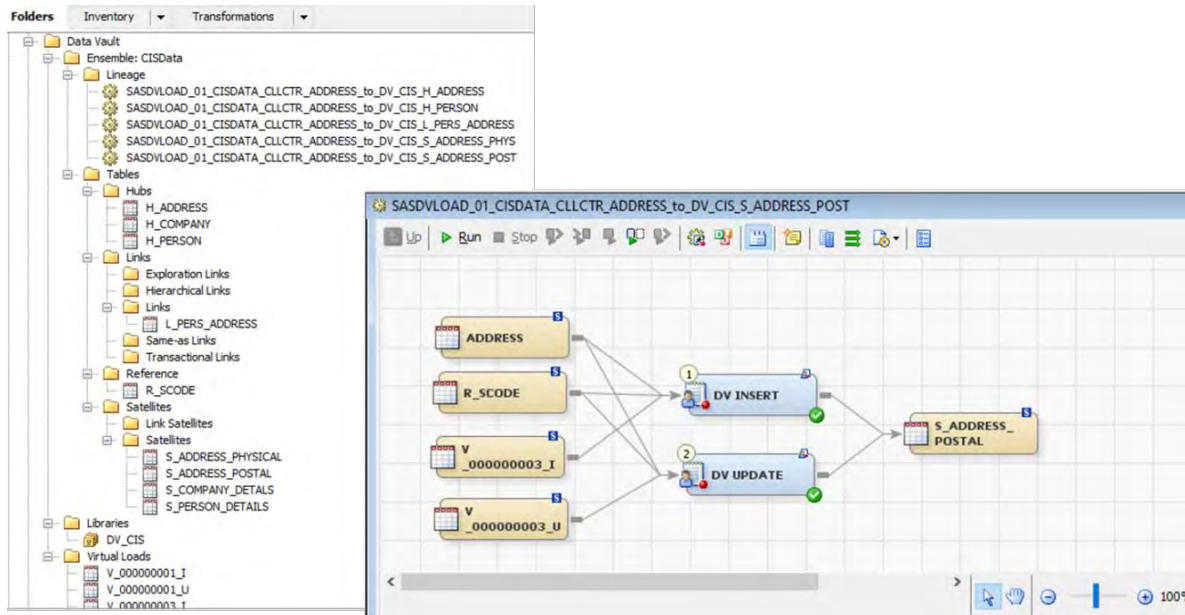 Folders Inventory Transformations
Data Vault
Ensemble: CISData
Lineage
SASDVLOAD_01_CISDATA_CLLCTR_ADDRESS_to_DV_CIS_H_ADDRESS
SASDVLOAD_01_CISDATA_CLLCTR_ADDRESS_to_DV_CIS_H_PERSON
SASDVLOAD_01_CISDATA_CLLCTR_ADDRESS_to_DV_CIS_L_PERS_ADDRESS
SASDVLOAD_01_CISDATA_CLLCTR_ADDRESS_to_DV_CIS_S_ADDRESS_PHYS
SASDVLOAD_01_CISDATA_CLLCTR_ADDRESS_to_DV_CIS_S_ADDRESS_POST
Tables
Hubs
H_ADDRESS
H_COMPANY
H_PERSON
Links
Exploration Links
Hierarchical Links
Links
L_PERS_ADDRESS
Same-as Links
Transactional Links
Reference
R_SCODE
Satellites
Link Satellites
Satellites
S_ADDRESS_PHYSICAL
S_ADDRESS_POSTAL
S_COMPANY_DETALS
S_PERSON_DETAILS
Libraries
DV_CIS
Virtual Loads
V_000000001_I
V_000000001_U
V_000000003_I
SASDVLOAD_01_CISDATA_CLLCTR_ADDRESS_to_DV_CIS_S_ADDRESS_POST
Up Run Stop
S
ADDRESS
S
R_SCODE
S
V
_000000003_I
S
V
_000000003_U
1
DV INSERT
2
DV UPDATE
S
S_ADDRESS_
POSTAL
100%